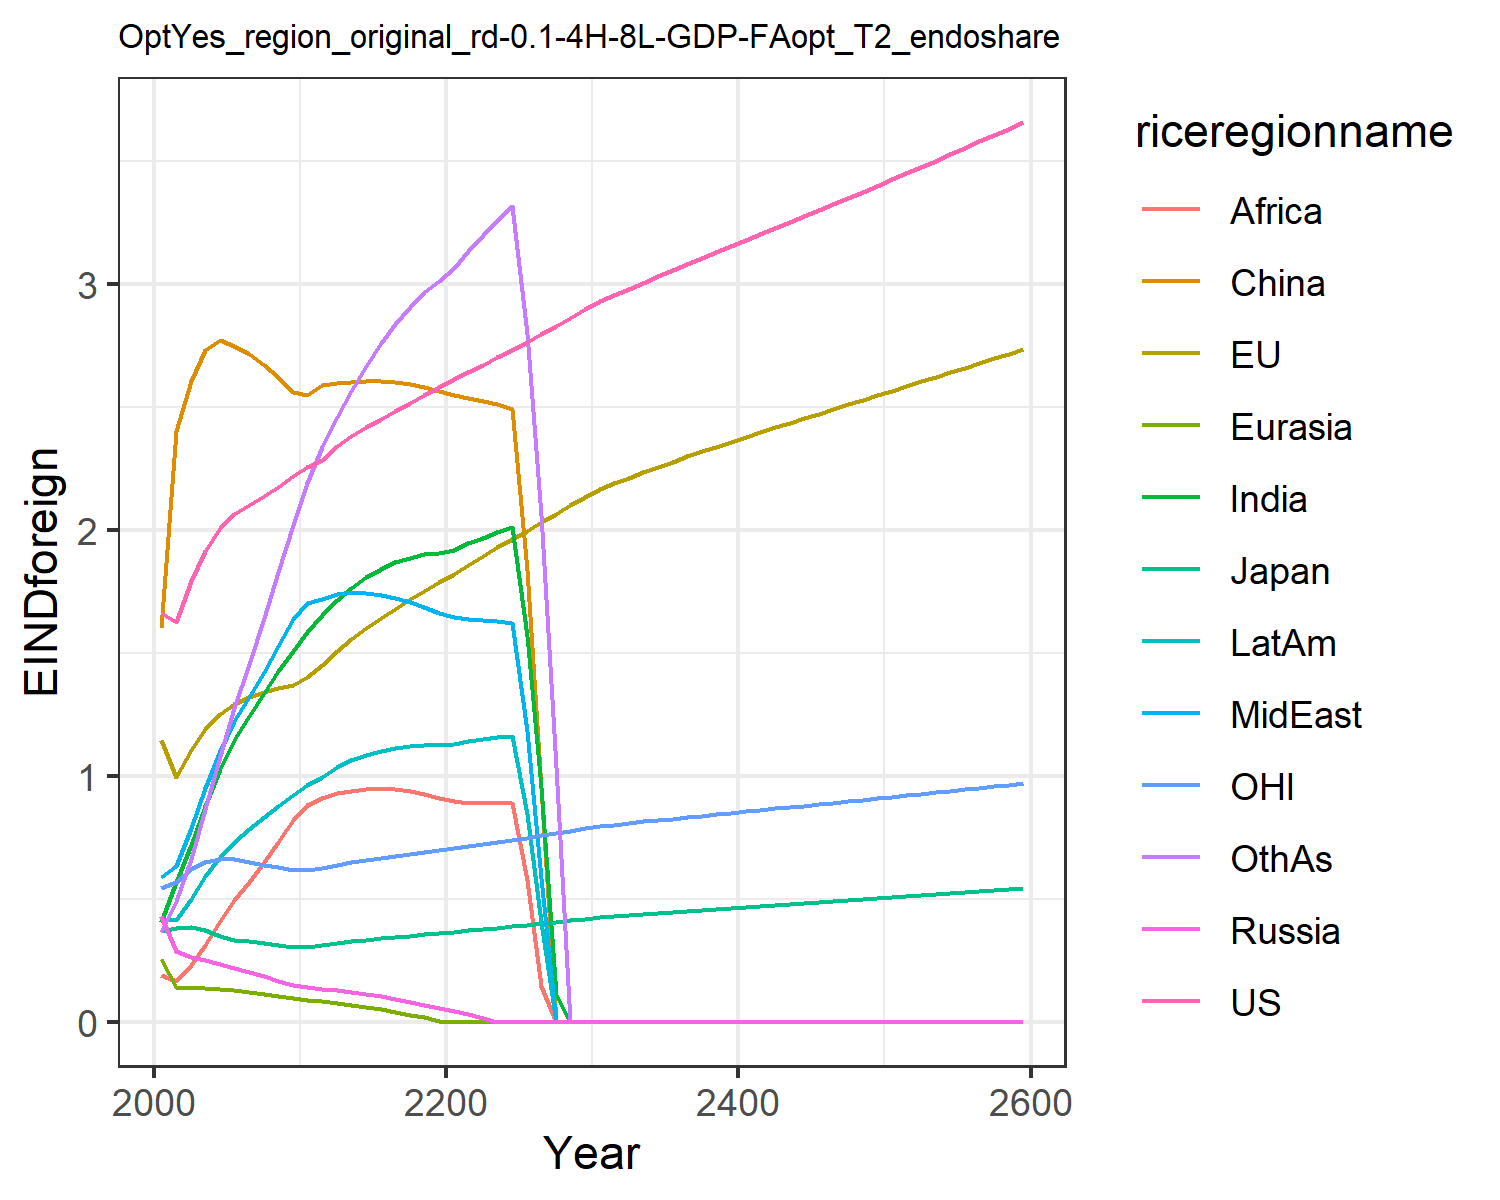 OptYes_region_original_rd-0.1-4H-8L-GDP-FAopt_T2_endoshare
EINDforeign
3
2
1
0
2000 2200 2400 2600
Year
riceregionname
Africa
China
EU
Eurasia
India
Japan
LatAm
MidEast
OHI
OthAs
Russia
US